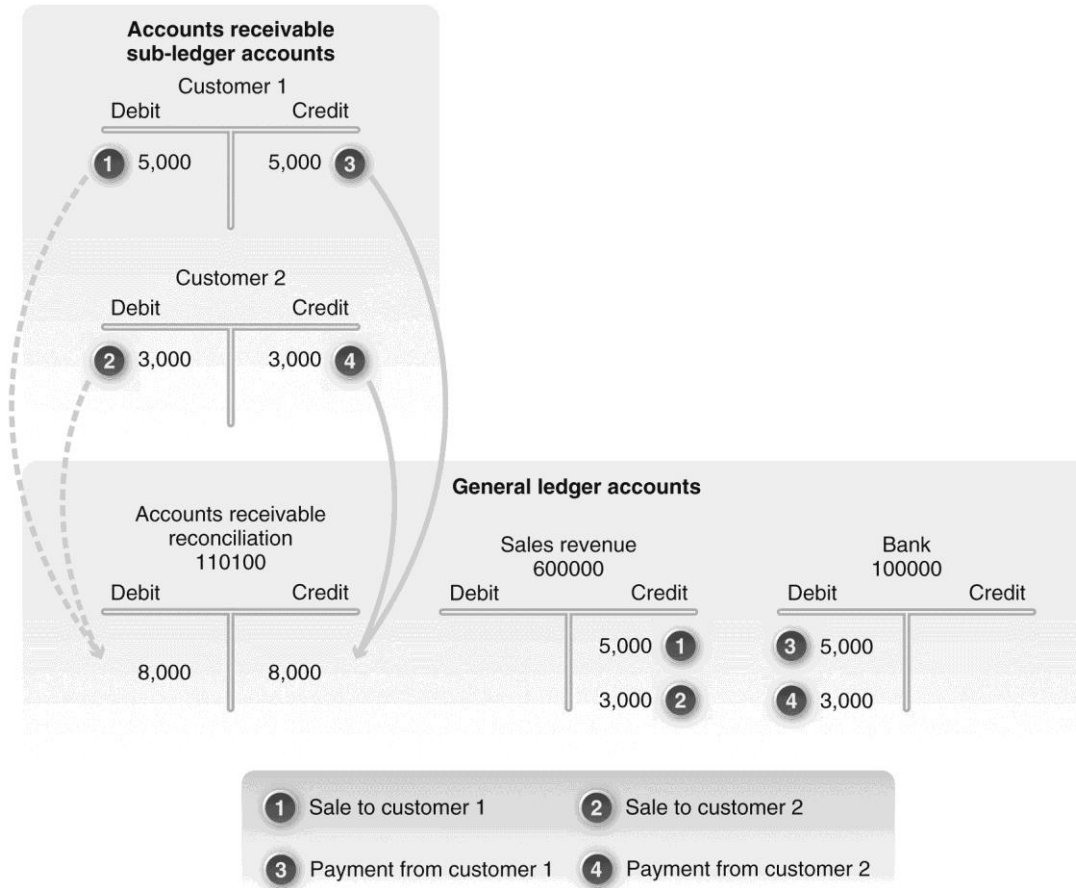 Accounts receivable
sub-ledger accounts
Customer 1
Debit Credit
1 5,000 5,000 3
Customer 2
Debit Credit
2 3,000 3,000 4
General ledger accounts
Accounts receivable
reconciliation
110100
Debit Credit
8,000 8,000
Sales revenue
600000
Debit Credit
5,000 1
3,000 2
Bank
100000
Debit Credit
3 5,000
4 3,000
1 Sale to customer 1
2 Sale to customer 2
3 Payment from customer 1
4 Payment from customer 2